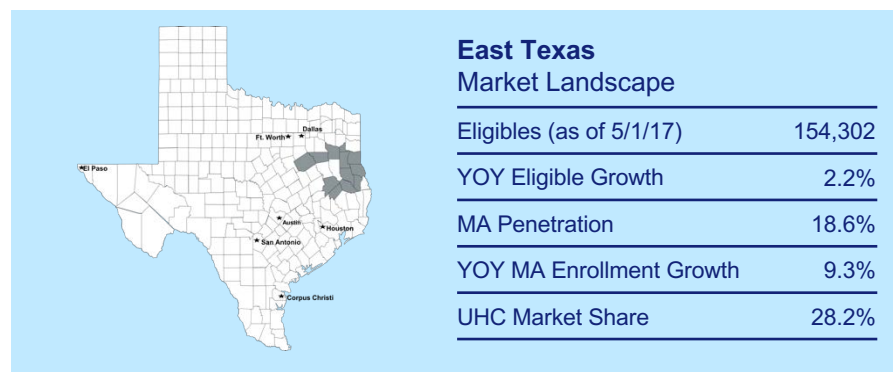 East Texas
Market Landscape
Eligibles (as of 5/1/17) 154,302
YOY Eligible Growth 2.2%
MA Penetration 18.6%
YOY MA Enrollment Growth 9.3%
UHC Market Share 28.2%
Dallas
Ft. Worth
El Paso
Austin
Houston
San Antonio
Corpus Christi